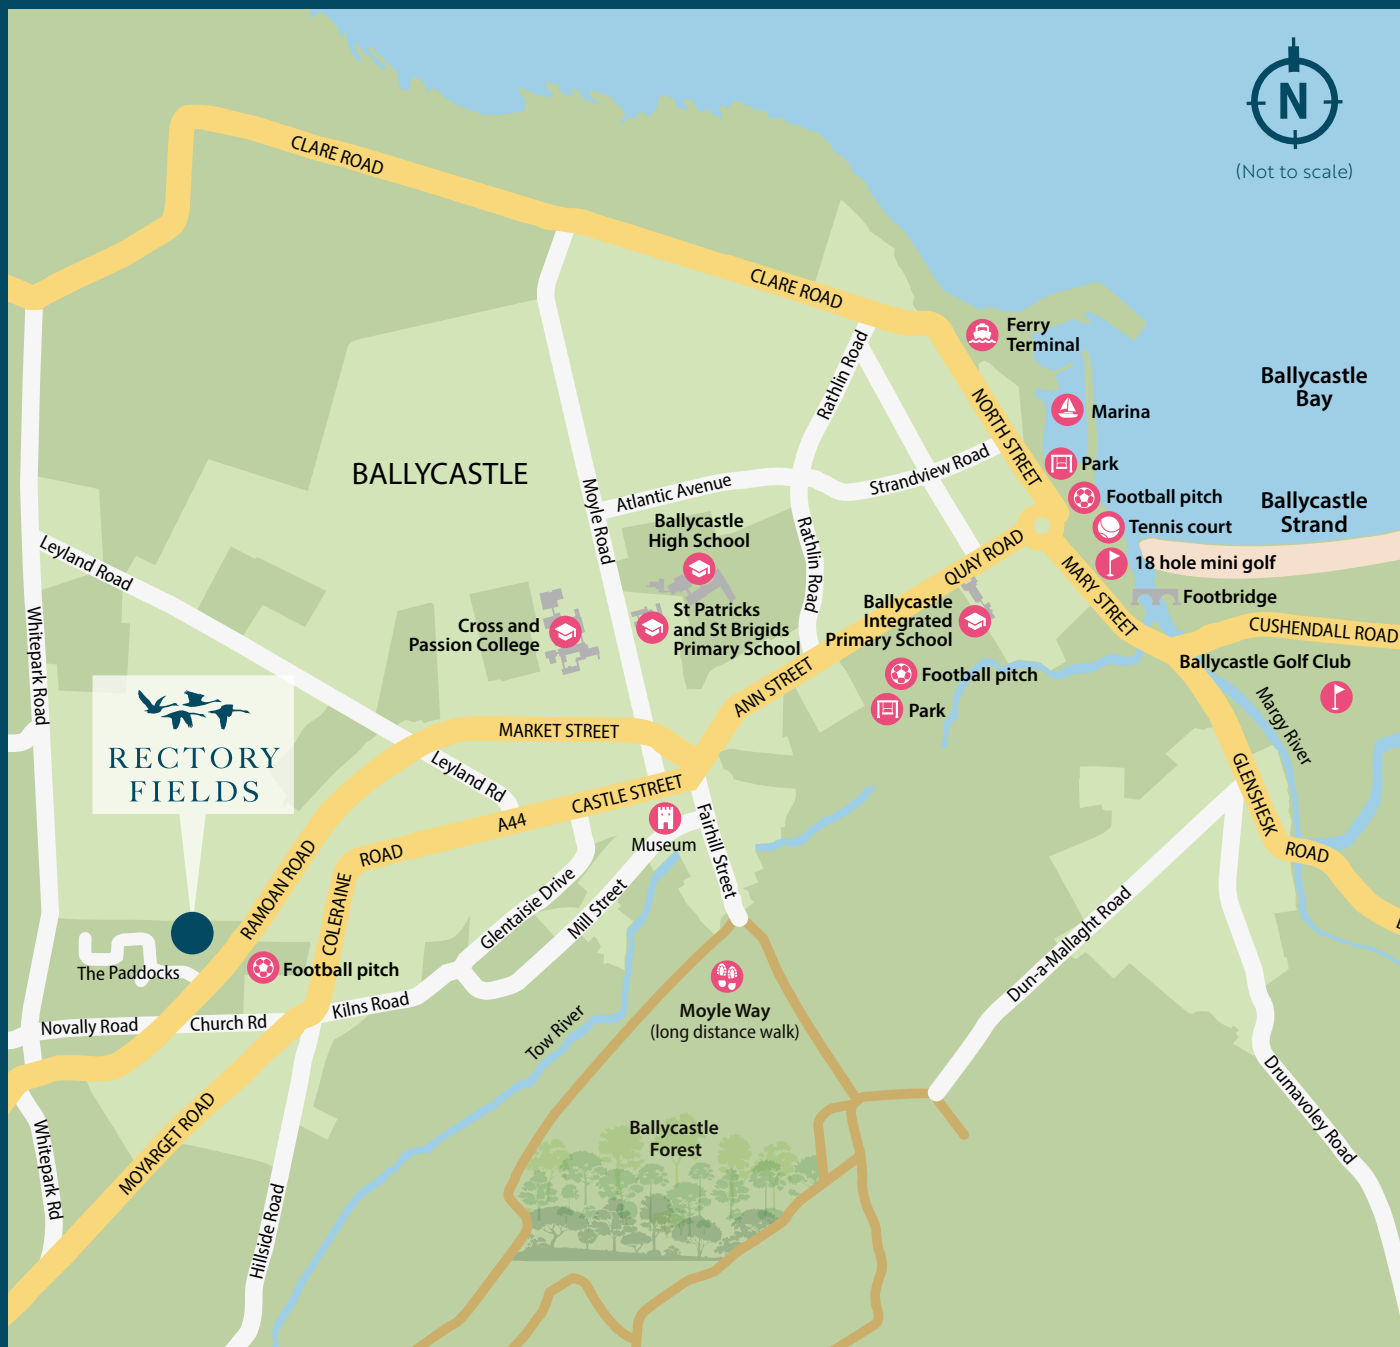 N
(Not to scale)
CLARE ROAD
CLARE ROAD
Ferry
Terminal
Rathlin Road
Ballycastle
Bay
NORTH STREET
Marina
BALLYCASTLE
Park
Strandview Road
Atlantic Avenue
Moyle Road
Football pitch
Ballycastle
Strand
Ballycastle
High School
Tennis court
Rathlin Road
QUAY ROAD
Leyland Road
18 hole mini golf
MARY STREET
Footbridge
Ballycastle
Integrated
Primary School
St Patricks
and St Brigids
Primary School
Cross and
Passion College
CUSHENDALL ROAD
Whitepark Road
Ballycastle Golf Club
Football pitch
ANN STREET
Park
Margy River
MARKET STREET
RECTORY
FIELDS
Leyland Rd
CASTLE STREET
A44
GLENSHESK
ROAD
Museum
Fairhill Street
ROAD
COLERAINE
RAMOAN ROAD
Glentaisie Drive
Mill Street
Dun-a-Mallaght Road
The Paddocks
Football pitch
Moyle Way
(long distance walk)
Kilns Road
Novally Road
Church Rd
Tow River
Drumavoley Road
MOYARGET ROAD
Ballycastle
Forest
Whitepark Rd
Hillside Road